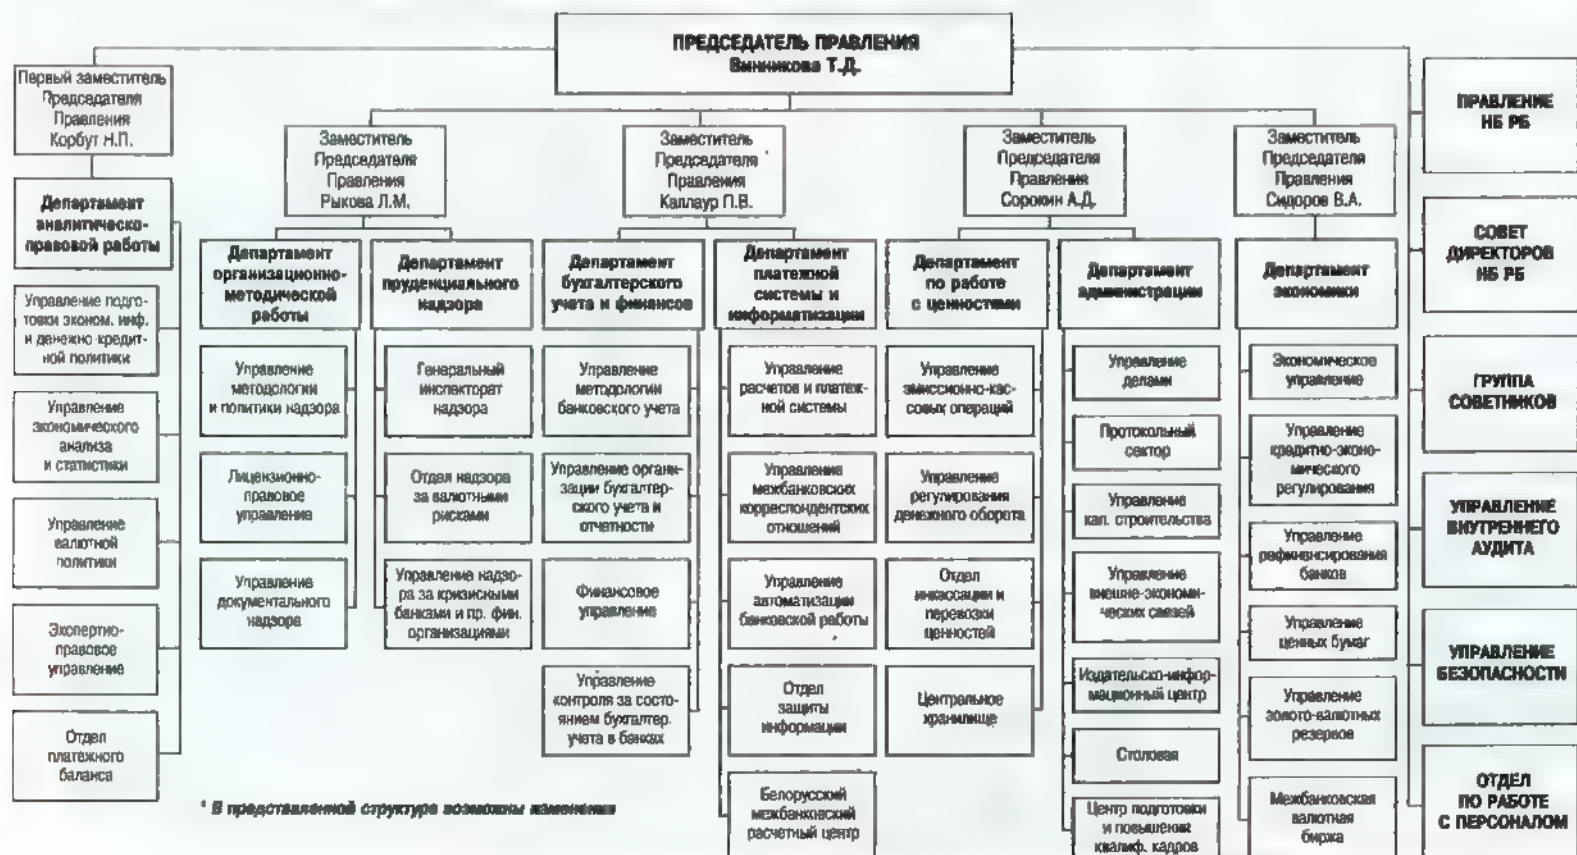 ПРЕДСЕДАТЕЛЬ ПРАВЛЕНИЯ
Винникова Т.Д.
Первый заместитель
Председателя
Правления
Корбут Н.П.
Департамент
аналитическо-
правовой работы
Управление подго-
товки эконом. инф.
и денежно-кредит-
ной политики
Управление
экономического
анализа
и статистики
Управление
валютной
политики
Экспертно-
правовое
управление
Отдел
платежного
баланса
Заместитель
Председателя
Правления
Рыкова Л.М.
Департамент
организационно-
методической
работы
Управление
методологии
и политики надзора
Лицензионно-
правовое
управление
Управление
документального
надзора
Департамент
пруденциального
надзора
Генеральный
инспекторат
надзора
Отдел надзора
за валютными
рисками
Управление надзо-
ра за кризисными
банками и пр. фин.
организациями
Заместитель
Председателя
Правления
Каллаур П.В.
Департамент
бухгалтерского
учета и финансов
Управление
методологии
банковского учета
Управление органи-
зации бухгалтер-
ского учета и
отчетности
Финансовое
управление
Управление
контроля за состо-
янием бухгалтер.
учета в банках
Департамент
платежной
системы и
информатизации
Управление
расчетов и платеж-
ной системы
Управление
межбанковских
корреспондентских
отношений
Управление
автоматизации
банковской работы
Отдел
защиты
информации
Белорусский
межбанковский
расчетный центр
Заместитель
Председателя
Правления
Сорокин А.Д.
Департамент
по работе
с ценностями
Управление
эмиссионно-кас-
совых операций
Управление
регулирования
денежного оборота
Отдел
инкассации и
перевозки
ценностей
Центральное
хранилище
Департамент
администрации
Управление
делами
Протокольный
сектор
Управление
кап. строительства
Управление
внешне-экономи-
ческих связей
Издательско-инфор-
мационный центр
Столовая
Центр подготовки
и повышения
квалиф. кадров
Заместитель
Председателя
Правления
Сидоров В.А.
Департамент
экономики
Экономическое
управление
Управление
кредитно-эконо-
мического
регулирования
Управление
рефинансирования
банков
Управление
ценных бумаг
Управление
золото-валютных
резервов
Межбанковская
валютная
биржа
ПРАВЛЕНИЕ
НБ РБ
СОВЕТ
ДИРЕКТОРОВ
НБ РБ
ГРУППА
СОВЕТНИКОВ
УПРАВЛЕНИЕ
ВНУТРЕННЕГО
АУДИТА
УПРАВЛЕНИЕ
БЕЗОПАСНОСТИ
ОТДЕЛ
ПО РАБОТЕ
С ПЕРСОНАЛОМ
* В представленной структуре возможны изменения